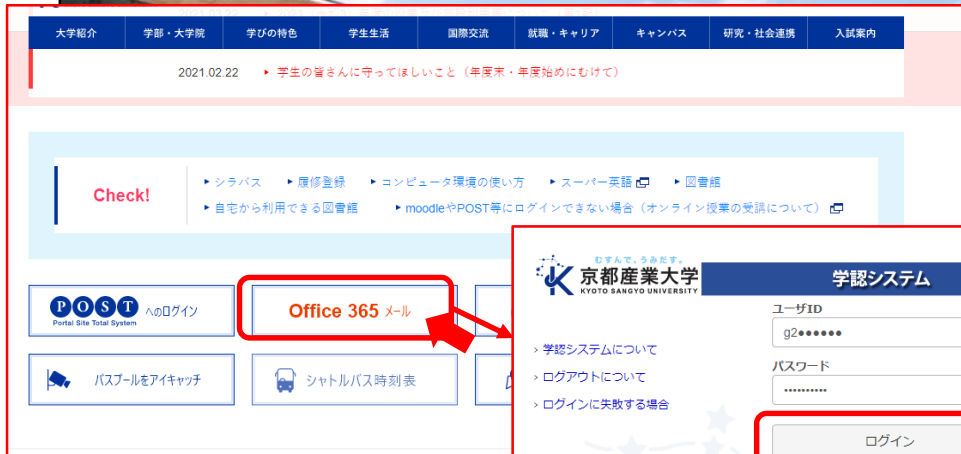 大学紹介 学部・大学院 学びの特色 学生生活 国際交流 就職・キャリア キャンパス 研究・社会連携 入試案内
2021.02.22 ▸ 学生の皆さんに守ってほしいこと（年度末・年度始めにむけて）
Check!
▸シラバス ▸履修登録 ▸コンピュータ環境の使い方 ▸スーパー英語 ▸図書館
▸自宅から利用できる図書館 ▸moodleやPOST等にログインできない場合（オンライン授業の受講について）
POST へのログイン
Portal Site Total System
Office 365 メール
バスプールをアイキャッチ
シャトルバス時刻表
むすんで、うみだす。
京都産業大学
KYOTO SANGYO UNIVERSITY
学認システム
› 学認システムについて
› ログアウトについて
› ログインに失敗する場合
ユーザID
g2●●●●●●
パスワード
••••••••••
ログイン